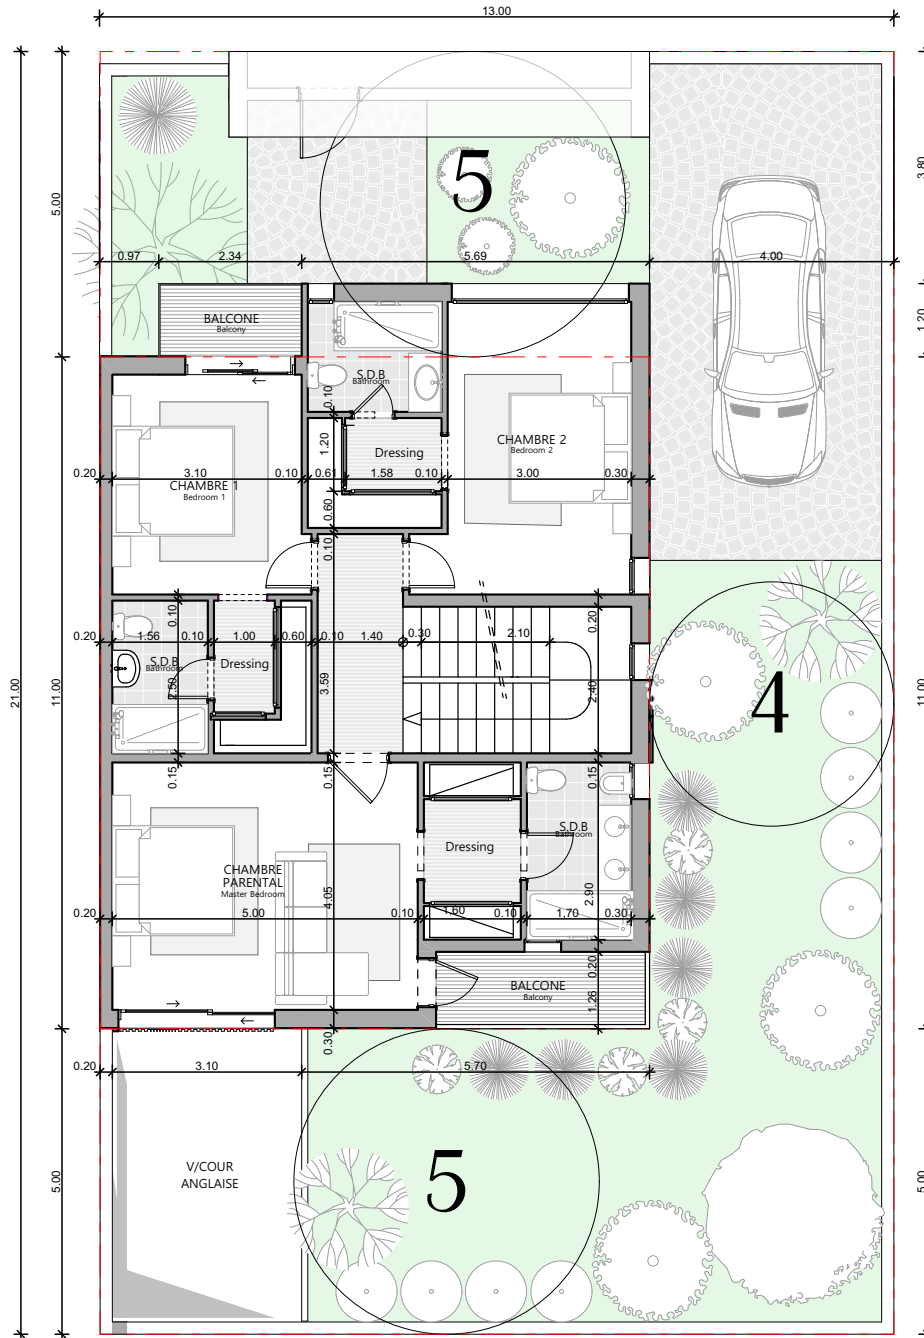 13.00
3.80
5.00
5
0.97
2.34
5.69
4.00
1.20
BALCONE
Balcony
S.D.B
Bathroom
0.10
1.20
Dressing
CHAMBRE 2
Bedroom 2
0.20
3.10
0.10
0.61
1.58
0.10
3.00
0.30
CHAMBRE 1
Bedroom 1
0.60
0.10
0.10
0.20
0.20
1.56
0.10
1.00
0.60
0.10
1.40
0.30
2.10
S.D.B
Bathroom
Dressing
2.50
3.59
2.40
4
21.00
11.00
11.00
0.15
0.15
0.15
S.D.B
Bathroom
Dressing
CHAMBRE
PARENTAL
Master Bedroom
4.05
2.90
0.20
5.00
0.10
1.60
0.10
1.70
0.30
0.20
BALCONE
Balcony
1.26
0.30
0.20
3.10
5.70
V/COUR
ANGLAISE
5
5.00
5.00